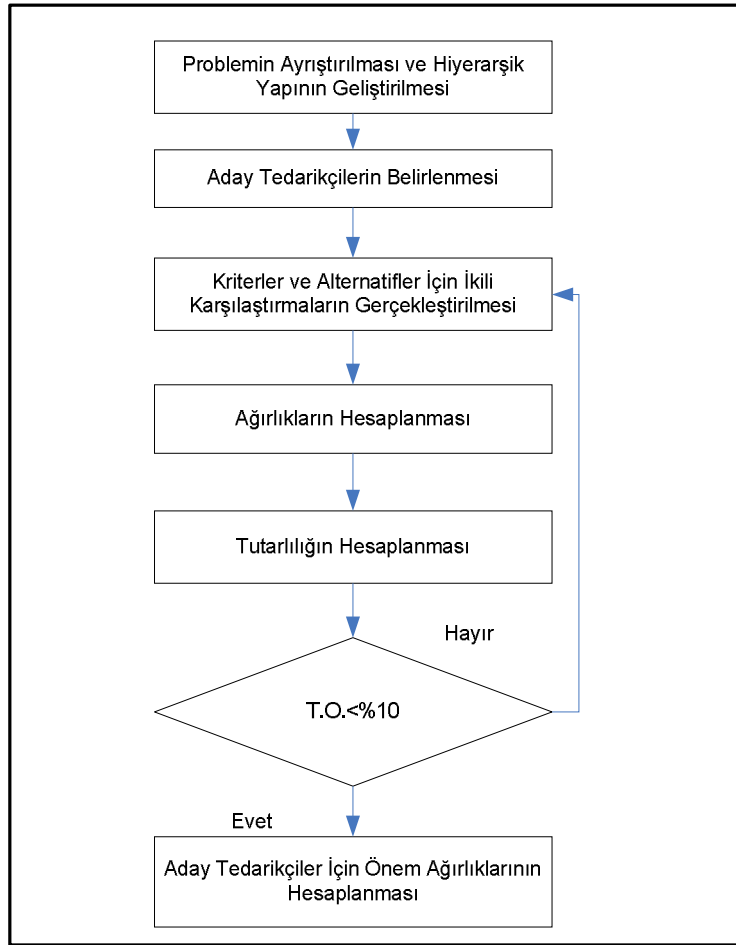 Problemin Ayrıştırılması ve Hiyerarşik
Yapının Geliştirilmesi
Aday Tedarikçilerin Belirlenmesi
Kriterler ve Alternatifler İçin İkili
Karşılaştırmaların Gerçekleştirilmesi
Ağırlıkların Hesaplanması
Tutarlılığın Hesaplanması
Hayır
T.O.<%10
Evet
Aday Tedarikçiler İçin Önem Ağırlıklarının
Hesaplanması